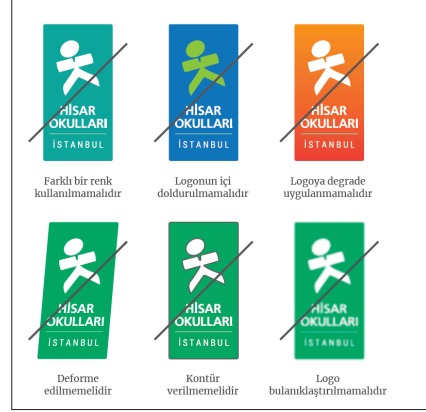 HİSAR
OKULLARI
İSTANBUL
Farklı bir renk
kullanılmamalıdır
HİSAR
OKULLARI
İSTANBUL
Logonun içi
doldurulmamalıdır
HİSAR
OKULLARI
İSTANBUL
Logoya degrade
uygulanmamalıdır
HİSAR
OKULLARI
İSTANBUL
Deforme
edilmemelidir
HİSAR
OKULLARI
İSTANBUL
Kontür
verilmemelidir
HİSAR
OKULLARI
İSTANBUL
Logo
bulanıklaştırılmamalıdır